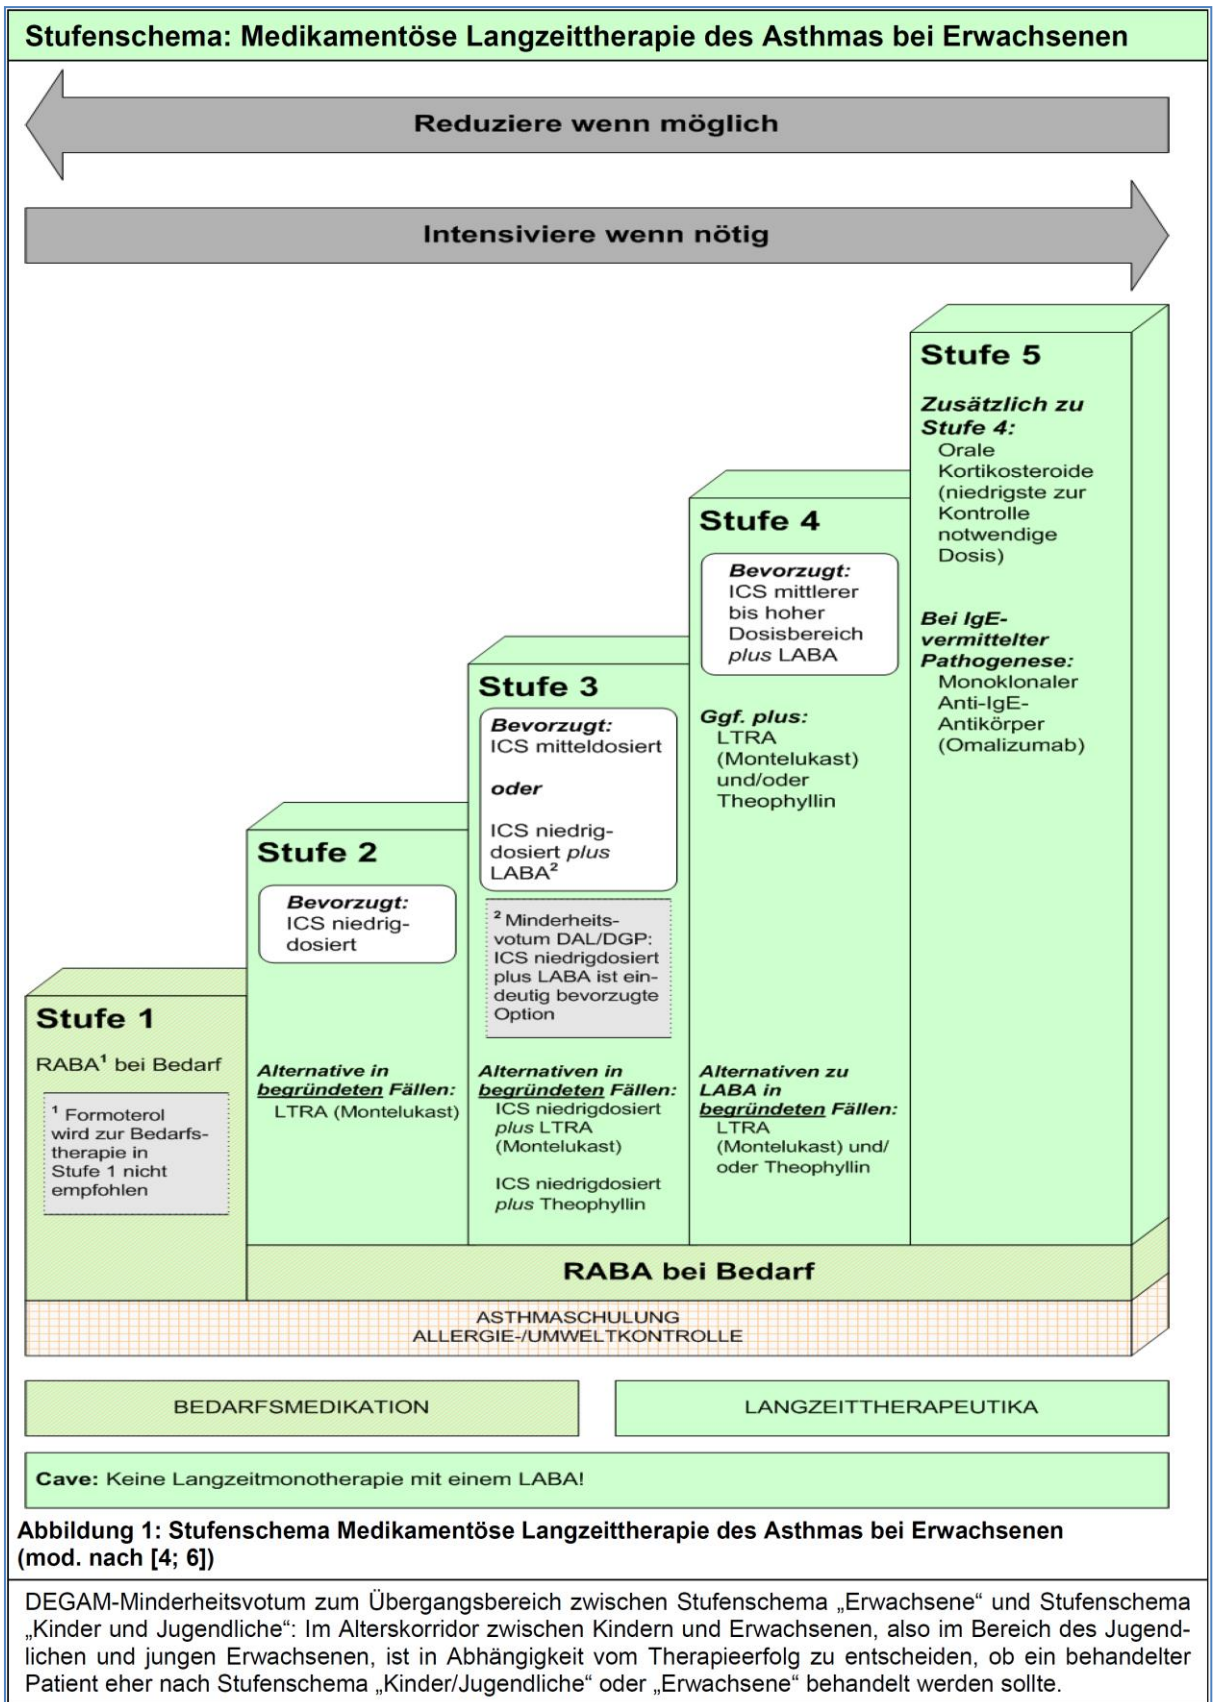 Stufenschema: Medikamentöse Langzeittherapie des Asthmas bei Erwachsenen
Reduziere wenn möglich
Intensiviere wenn nötig
Stufe 1
RABA¹ bei Bedarf
¹ Formoterol
wird zur Bedarfs-
therapie in
Stufe 1 nicht
empfohlen
Stufe 2
Bevorzugt:
ICS niedrig-
dosiert
Alternative in
begründeten Fällen:
LTRA (Montelukast)
Stufe 3
Bevorzugt:
ICS mitteldosiert
oder
ICS niedrig-
dosiert plus
LABA²
² Minderheits-
votum DAL/DGP:
ICS niedrigdosiert
plus LABA ist ein-
deutig bevorzugte
Option
Alternativen in
begründeten Fällen:
ICS niedrigdosiert
plus LTRA
(Montelukast)
ICS niedrigdosiert
plus Theophyllin
Stufe 4
Bevorzugt:
ICS mittlerer
bis hoher
Dosisbereich
plus LABA
Ggf. plus:
LTRA
(Montelukast)
und/oder
Theophyllin
Alternativen zu
LABA in
begründeten Fällen:
LTRA
(Montelukast) und/
oder Theophyllin
Stufe 5
Zusätzlich zu
Stufe 4:
Orale
Kortikosteroide
(niedrigste zur
Kontrolle
notwendige
Dosis)
Bei IgE-
vermittelter
Pathogenese:
Monoklonaler
Anti-IgE-
Antikörper
(Omalizumab)
RABA bei Bedarf
ASTHMASCHULUNG
ALLERGIE-/UMWELTKONTROLLE
BEDARFSMEDIKATION
LANGZEITTHERAPEUTIKA
Cave: Keine Langzeitmonotherapie mit einem LABA!
Abbildung 1: Stufenschema Medikamentöse Langzeittherapie des Asthmas bei Erwachsenen
(mod. nach [4; 6])
DEGAM-Minderheitsvotum zum Übergangsbereich zwischen Stufenschema „Erwachsene“ und Stufenschema
„Kinder und Jugendliche“: Im Alterskorridor zwischen Kindern und Erwachsenen, also im Bereich des Jugend-
lichen und jungen Erwachsenen, ist in Abhängigkeit vom Therapieerfolg zu entscheiden, ob ein behandelter
Patient eher nach Stufenschema „Kinder/Jugendliche“ oder „Erwachsene“ behandelt werden sollte.